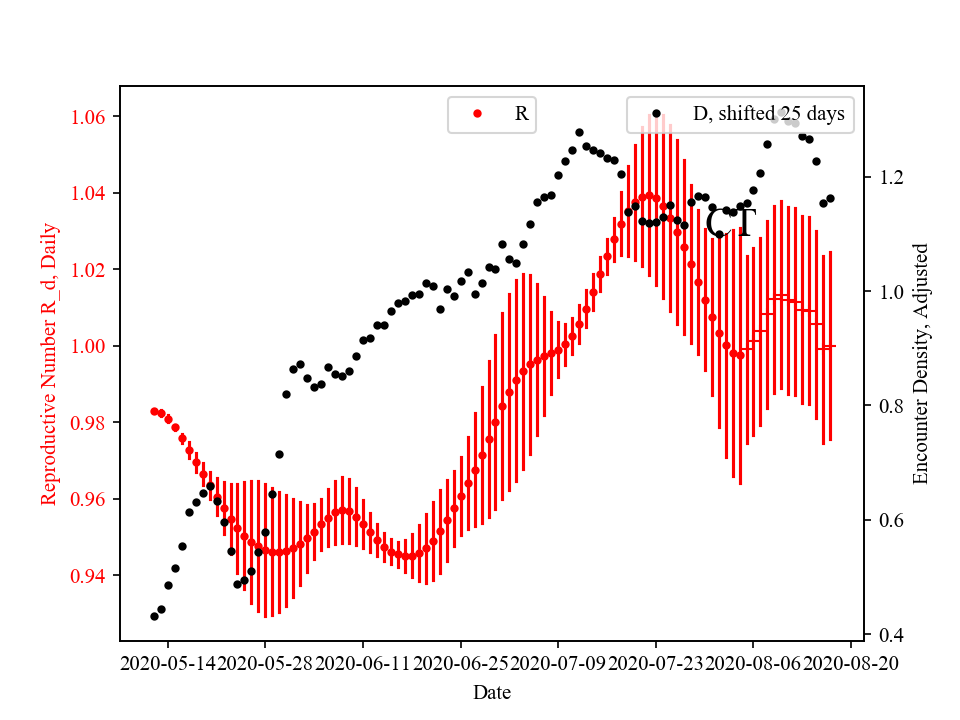 R
D, shifted 25 days
1.06
1.04
1.02
1.00
0.98
0.96
0.94
Reproductive Number R_d, Daily
CT
1.2
1.0
0.8
0.6
0.4
Encounter Density, Adjusted
2020-05-14 2020-05-28 2020-06-11 2020-06-25 2020-07-09 2020-07-23 2020-08-06 2020-08-20
Date